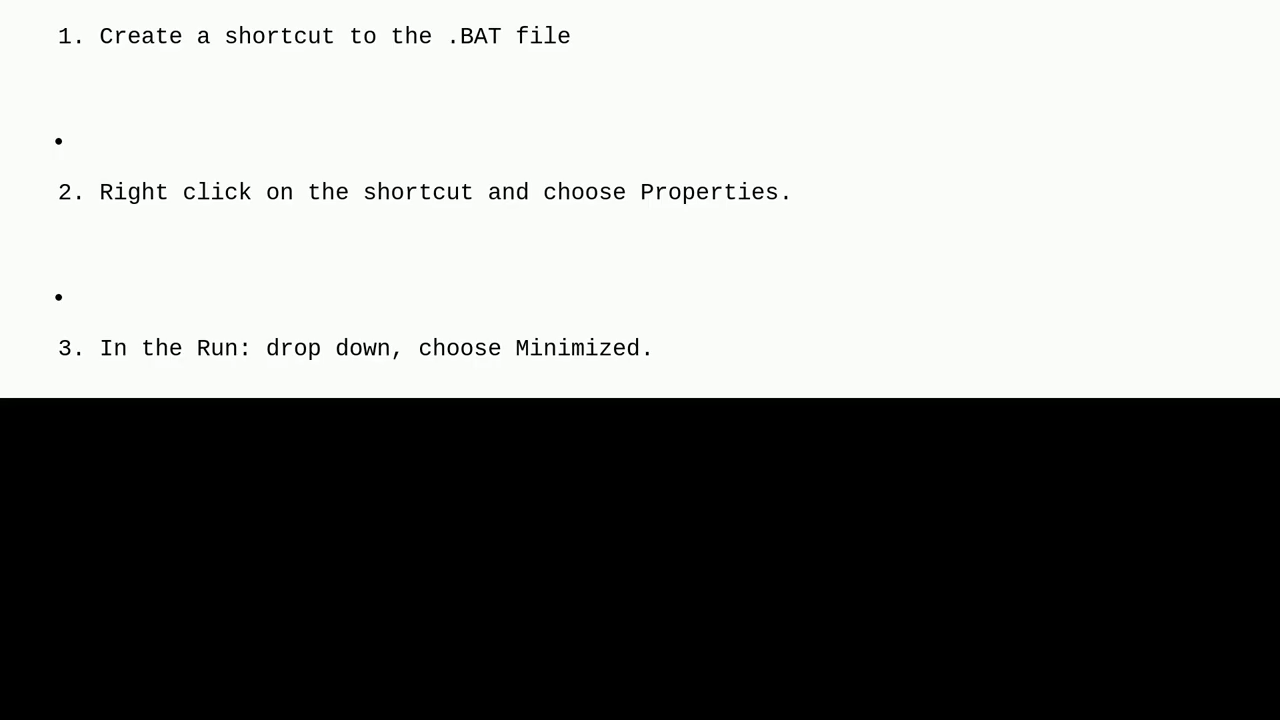 1. Create a shortcut to the .BAT file
•
2. Right click on the shortcut and choose Properties.
•
3. In the Run: drop down, choose Minimized.